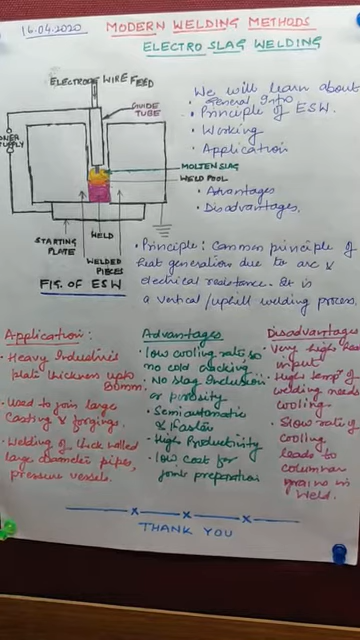 16.04.2020
MODERN WELDING METHODS
ELECTRO SLAG WELDING
ELECTRODE WIRE FEED
GUIDE
TUBE
POWER
SUPPLY
MOLTEN SLAG
WELD POOL
WELD
STARTING
PLATE
WELDED
PIECES
FIG. OF ESW
We will learn about
• General Info
• Principle of ESW.
• Working
• Application
• Advantages
• Disadvantages.
• Principle: Common principle of
heat generation due to arc &
electrical resistance. It is
a vertical/uphill welding process.
Application:
• Heavy Industries
plate thickness upto
80mm.
• Used to join large
casting & forgings.
• Welding of thick walled
large diameter pipes,
pressure vessels.
Advantages
• low cooling rate so
no cold cracking
• No slag Inclusion
or porosity
• Semiautomatic
& Faster
• High Productivity
• low cost for
joint preparation
Disadvantages
• Very high heat
input
• High temp of
welding needs
cooling
• Slow rate of
cooling
leads to
columnar
grains in
weld.
THANK YOU